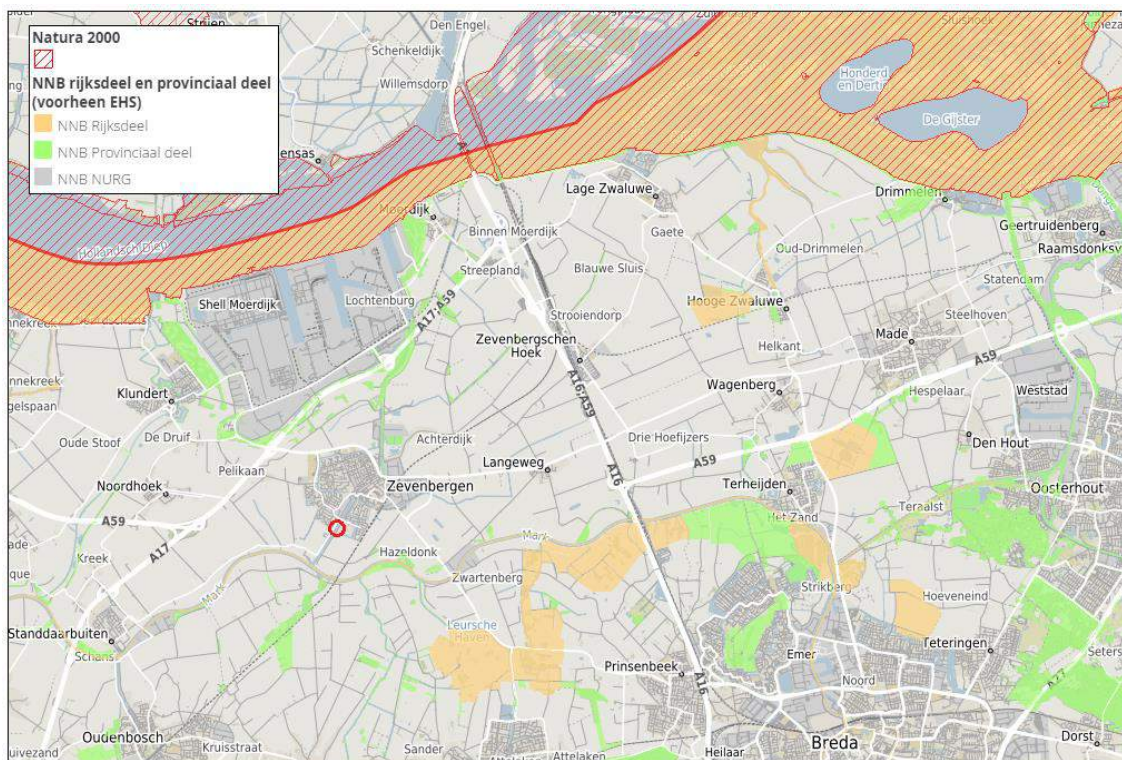 Strijen
Den Engel
Schenkeldijk
Willemsdorp
Natura 2000
NNB rijksdeel en provinciaal deel
(voorheen EHS)
NNB Rijksdeel
NNB Provinciaal deel
NNB NURG
Honderd
en Dertig
De Gijster
Lage Zwaluwe
Drimmelen
Moerdijk
Geertruidenberg
Hollandsch Diep
Binnen Moerdijk
Gaete
Oud-Drimmelen
Raamsdonksv
Streepland
Blauwe Sluis
Statendam
Shell Moerdijk
Lochtenburg
A17;A59
Hooge Zwaluwe
Strooiendorp
Steelhoven
Zevenbergschen
Hoek
Made
Helkant
A59
Klundert
A16;A59
Wagenberg
Hespelaar
Weststad
Oude Stoof
De Druif
Achterdijk
Drie Hoefijzers
Den Hout
Pelikaan
Langeweg
A59
Noordhoek
Zevenbergen
A16
Terheijden
Oosterhout
A59
Teraalst
Het Zand
Kreek
A17
Mark
Hazeldonk
Zwartenberg
Strikberg
Hoeveneind
Mark
Standdaarbuiten
Leursche
Haven
Schans
Emer
Teteringen
Prinsenbeek
Noord
A16
A27
Oudenbosch
Kruisstraat
Sander
Attelaken
Heilaar
Breda
Dorst